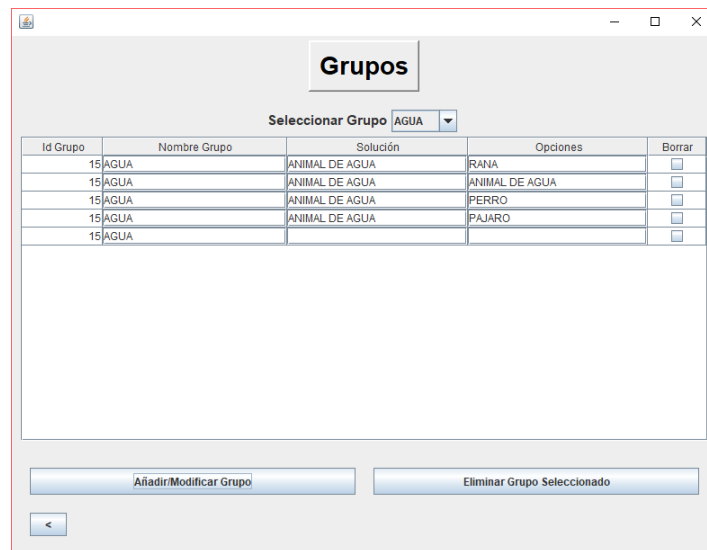 Grupos
Seleccionar Grupo AGUA
Id Grupo Nombre Grupo Solución Opciones Borrar
15 AGUA ANIMAL DE AGUA RANA
15 AGUA ANIMAL DE AGUA ANIMAL DE AGUA
15 AGUA ANIMAL DE AGUA PERRO
15 AGUA ANIMAL DE AGUA PAJARO
15 AGUA
Añadir/Modificar Grupo Eliminar Grupo Seleccionado
<